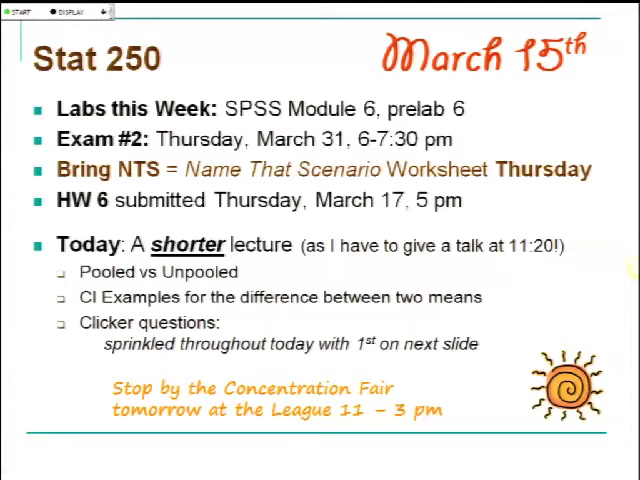 START DISPLAY
Stat 250
March 15th
Labs this Week: SPSS Module 6, prelab 6
Exam #2: Thursday, March 31, 6-7:30 pm
Bring NTS = Name That Scenario Worksheet Thursday
HW 6 submitted Thursday, March 17, 5 pm
Today: A shorter lecture (as I have to give a talk at 11:20!)
Pooled vs Unpooled
CI Examples for the difference between two means
Clicker questions:
sprinkled throughout today with 1st on next slide
Stop by the Concentration Fair
tomorrow at the League 11 – 3 pm